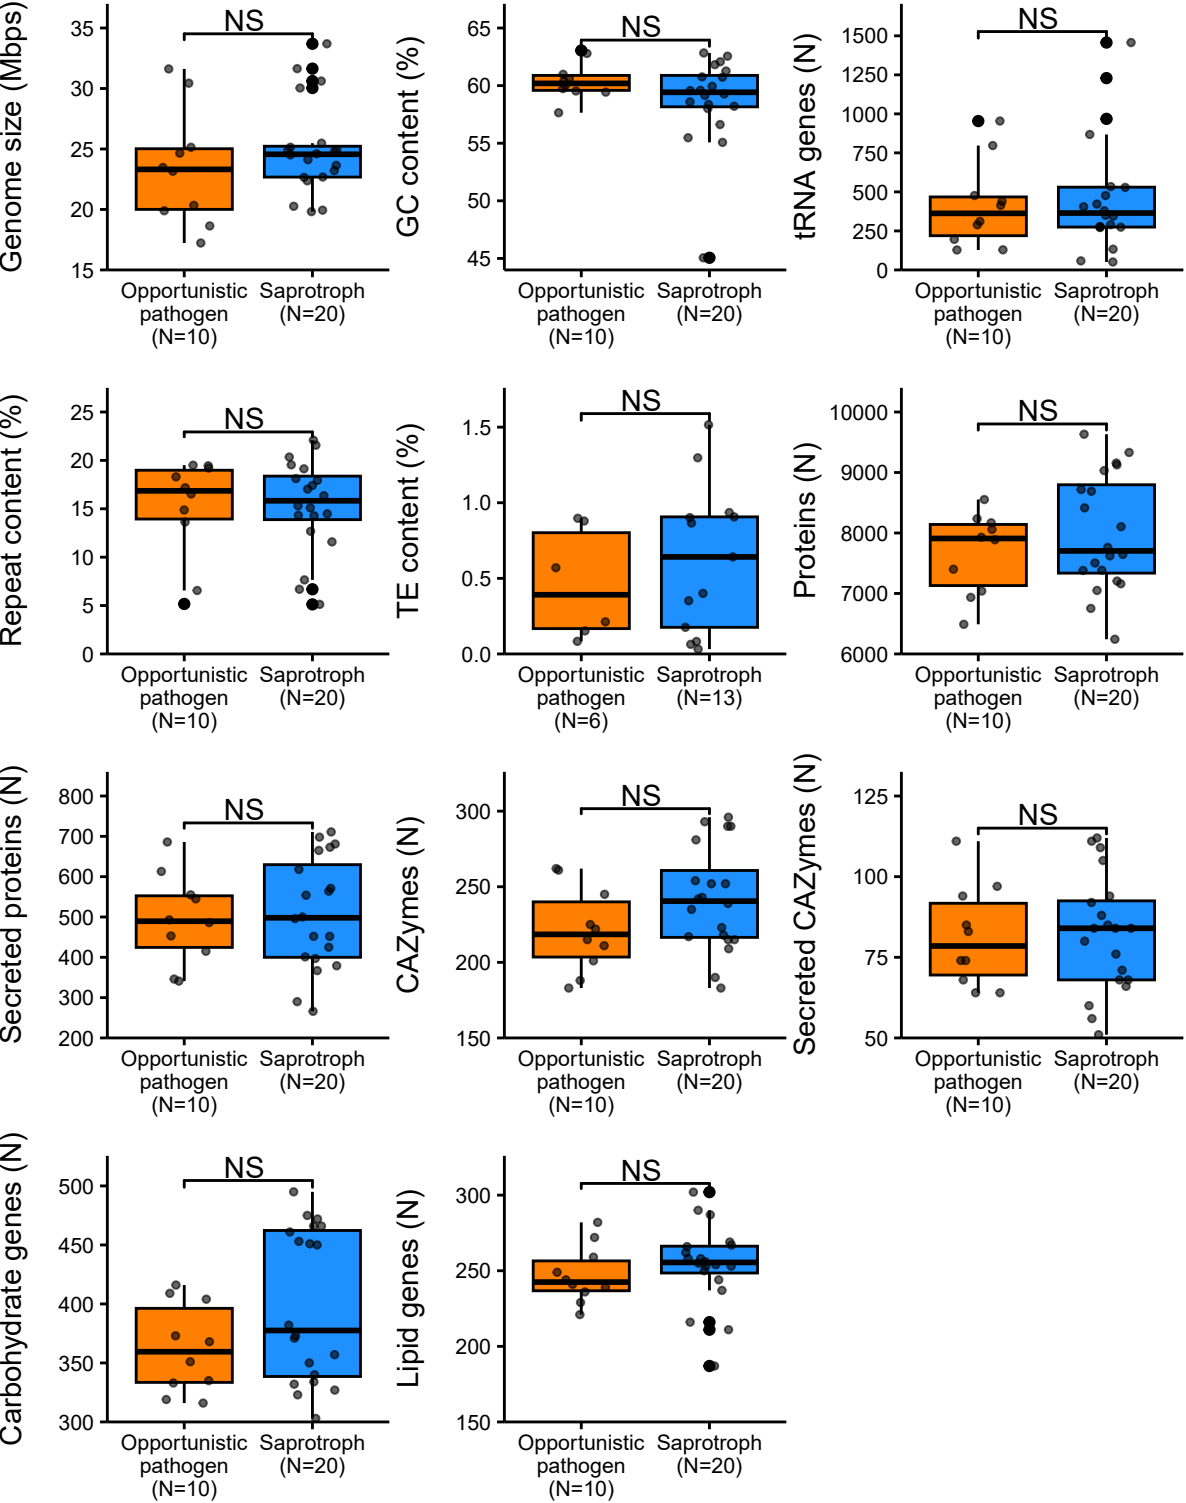 Genome size (Mbps)
35
30
25
20
15
NS
Opportunistic
pathogen
(N=10)
Saprotroph
(N=20)
GC content (%)
65
60
55
50
45
NS
Opportunistic
pathogen
(N=10)
Saprotroph
(N=20)
tRNA genes (N)
1500
1250
1000
750
500
250
0
NS
Opportunistic
pathogen
(N=10)
Saprotroph
(N=20)
Repeat content (%)
25
20
15
10
5
0
NS
Opportunistic
pathogen
(N=10)
Saprotroph
(N=20)
TE content (%)
1.5
1.0
0.5
0.0
NS
Opportunistic
pathogen
(N=6)
Saprotroph
(N=13)
Proteins (N)
10000
9000
8000
7000
6000
NS
Opportunistic
pathogen
(N=10)
Saprotroph
(N=20)
Secreted proteins (N)
800
700
600
500
400
300
200
NS
Opportunistic
pathogen
(N=10)
Saprotroph
(N=20)
CAZymes (N)
300
250
200
150
NS
Opportunistic
pathogen
(N=10)
Saprotroph
(N=20)
Secreted CAZymes (N)
125
100
75
50
NS
Opportunistic
pathogen
(N=10)
Saprotroph
(N=20)
Carbohydrate genes (N)
500
450
400
350
300
NS
Opportunistic
pathogen
(N=10)
Saprotroph
(N=20)
Lipid genes (N)
300
250
200
150
NS
Opportunistic
pathogen
(N=10)
Saprotroph
(N=20)